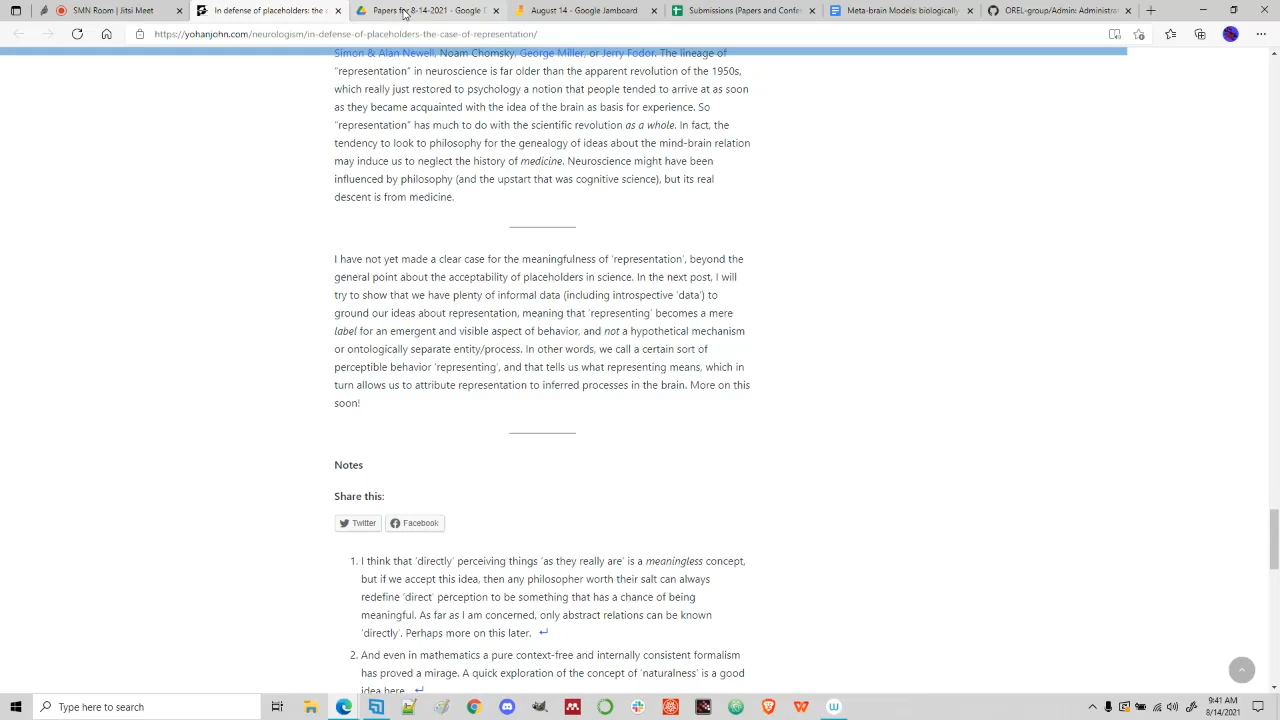 SMN Room | Jitsi Meet
In defense of placeholders: the c
Papers for 8-14-2021 - Google D
August 14 - Google Jamboard
Submissions (Papers and Confe
Meta-brain Models: biologically
OREL-group/GSoC: Administra
https://yohanjohn.com/neurologism/in-defense-of-placeholders-the-case-of-representation/
Simon & Alan Newell, Noam Chomsky, George Miller, or Jerry Fodor. The lineage of
“representation” in neuroscience is far older than the apparent revolution of the 1950s,
which really just restored to psychology a notion that people tended to arrive at as soon
as they became acquainted with the idea of the brain as basis for experience. So
“representation” has much to do with the scientific revolution as a whole. In fact, the
tendency to look to philosophy for the genealogy of ideas about the mind-brain relation
may induce us to neglect the history of medicine. Neuroscience might have been
influenced by philosophy (and the upstart that was cognitive science), but its real
descent is from medicine.
I have not yet made a clear case for the meaningfulness of ‘representation’, beyond the
general point about the acceptability of placeholders in science. In the next post, I will
try to show that we have plenty of informal data (including introspective ‘data’) to
ground our ideas about representation, meaning that ‘representing’ becomes a mere
label for an emergent and visible aspect of behavior, and not a hypothetical mechanism
or ontologically separate entity/process. In other words, we call a certain sort of
perceptible behavior ‘representing’, and that tells us what representing means, which in
turn allows us to attribute representation to inferred processes in the brain. More on this
soon!
Notes
Share this:
Twitter
Facebook
1. I think that ‘directly’ perceiving things ‘as they really are’ is a meaningless concept,
but if we accept this idea, then any philosopher worth their salt can always
redefine ‘direct’ perception to be something that has a chance of being
meaningful. As far as I am concerned, only abstract relations can be known
‘directly’. Perhaps more on this later. ↵
2. And even in mathematics a pure context-free and internally consistent formalism
has proved a mirage. A quick exploration of the concept of ‘naturalness’ is a good
idea here. ↵
Type here to search
9:41 AM
8/14/2021